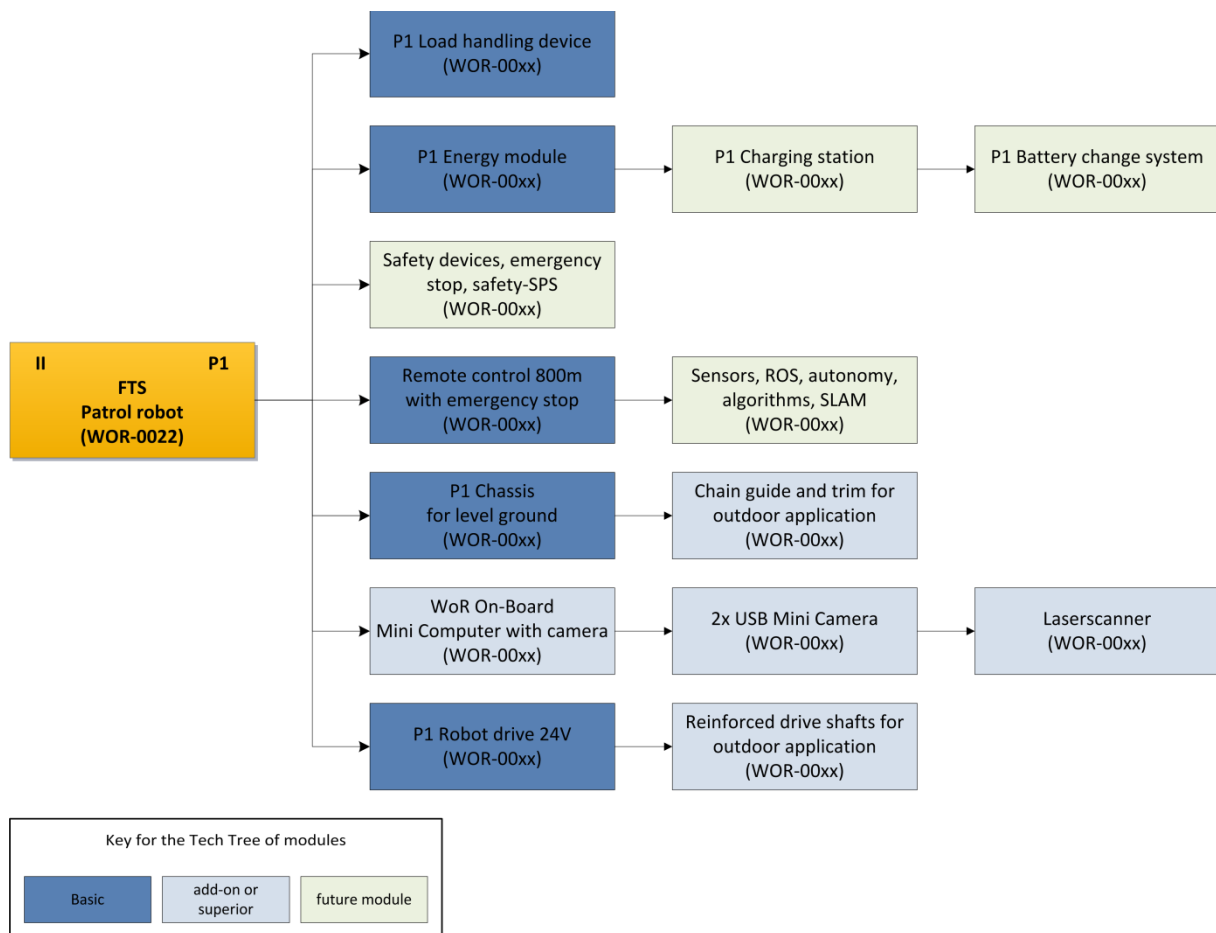 P1 Load handling device
(WOR-00xx)
P1 Energy module
(WOR-00xx)
P1 Charging station
(WOR-00xx)
P1 Battery change system
(WOR-00xx)
Safety devices, emergency
stop, safety-SPS
(WOR-00xx)
II P1
FTS
Patrol robot
(WOR-0022)
Remote control 800m
with emergency stop
(WOR-00xx)
Sensors, ROS, autonomy,
algorithms, SLAM
(WOR-00xx)
P1 Chassis
for level ground
(WOR-00xx)
Chain guide and trim for
outdoor application
(WOR-00xx)
WoR On-Board
Mini Computer with camera
(WOR-00xx)
2x USB Mini Camera
(WOR-00xx)
Laserscanner
(WOR-00xx)
P1 Robot drive 24V
(WOR-00xx)
Reinforced drive shafts for
outdoor application
(WOR-00xx)
Key for the Tech Tree of modules
Basic
add-on or
superior
future module